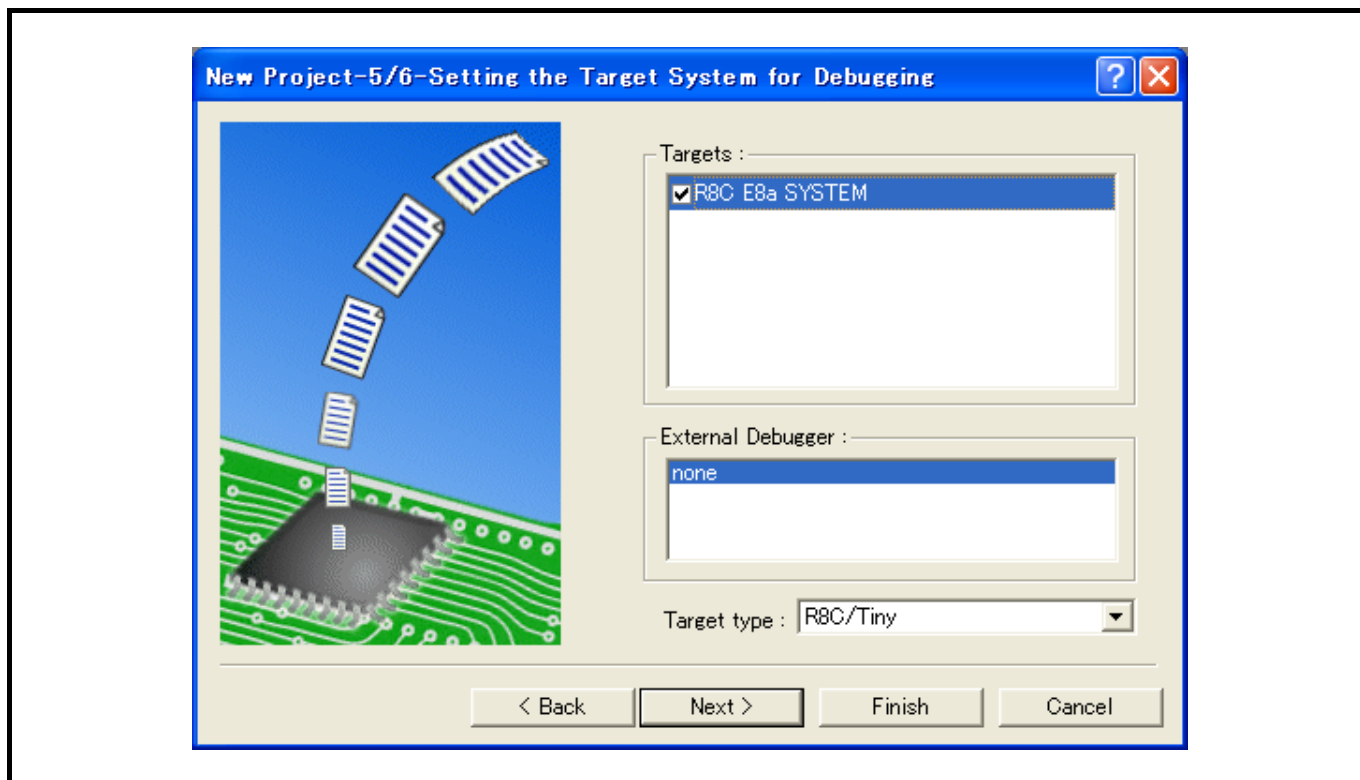 New Project-5/6-Setting the Target System for Debugging
Targets :
R8C E8a SYSTEM
External Debugger :
none
Target type : R8C/Tiny
< Back Next > Finish Cancel